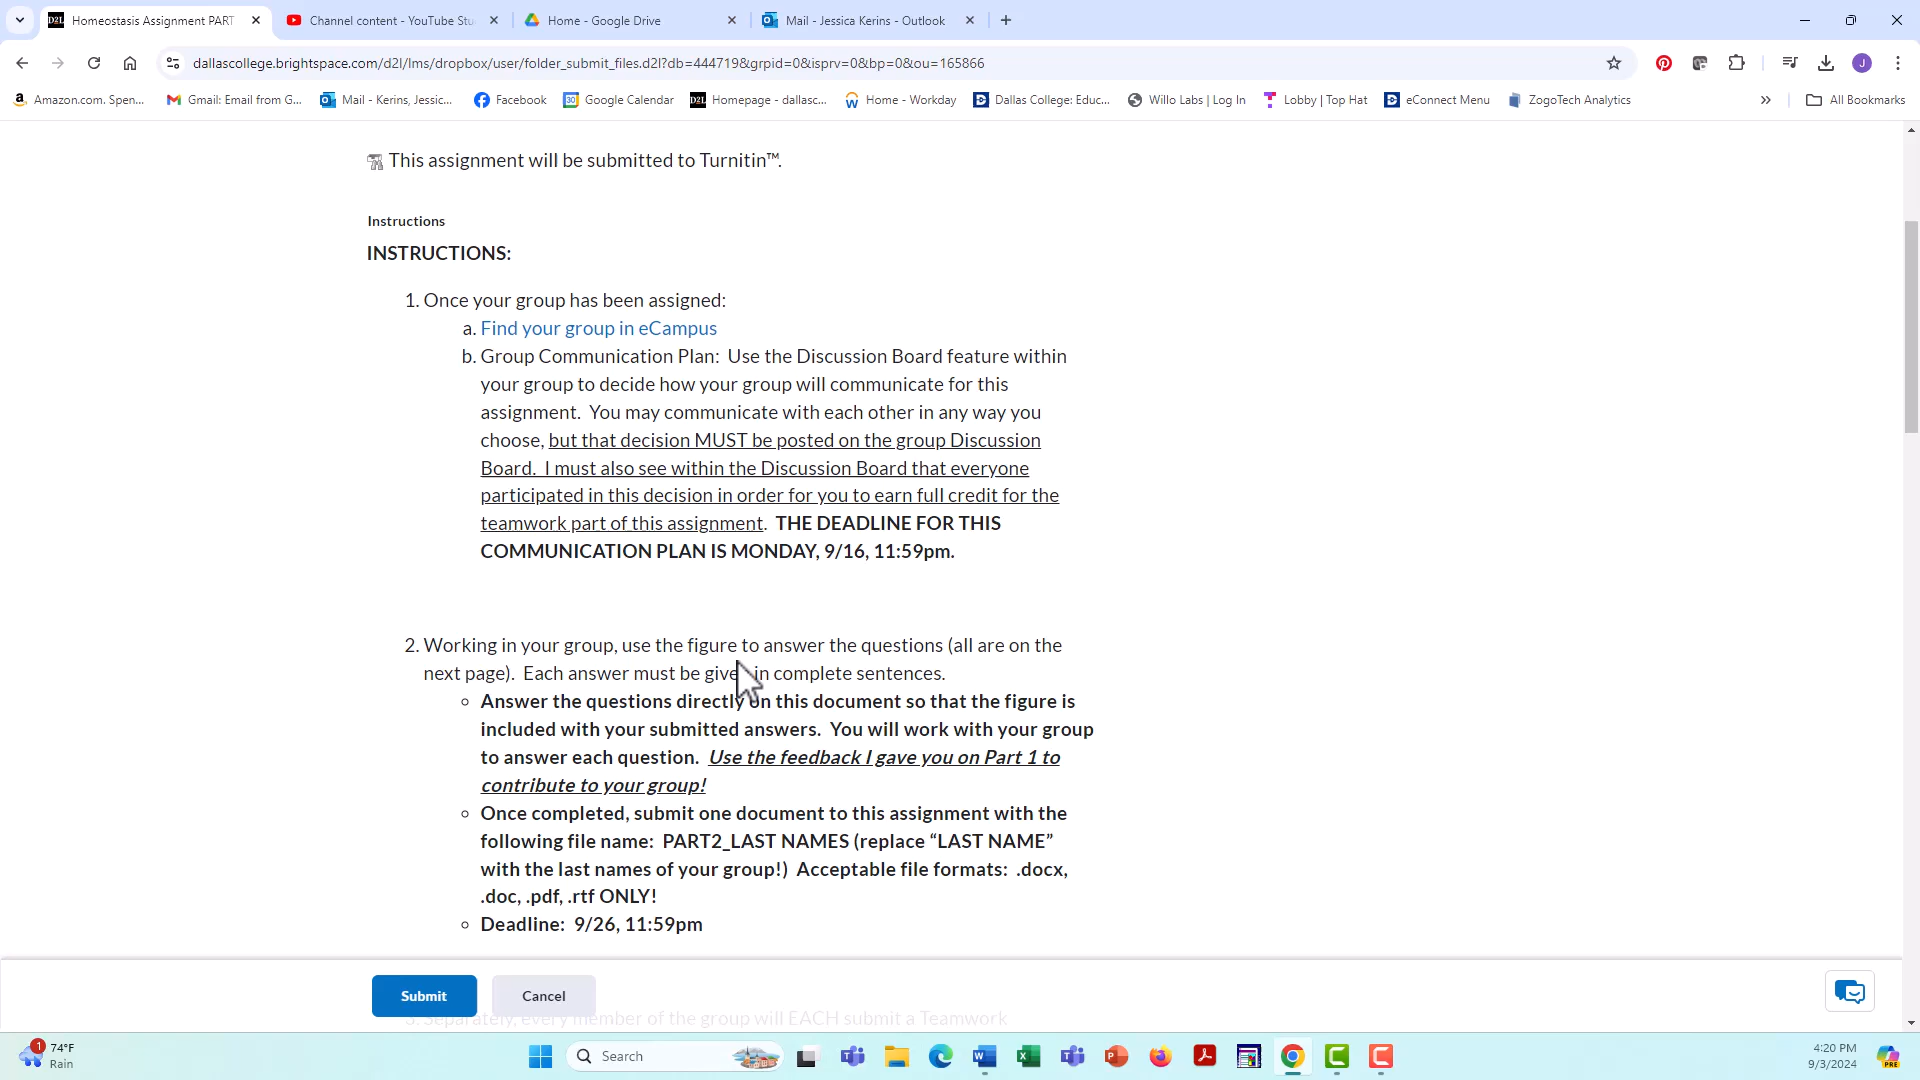 Homeostasis Assignment PART
Channel content - YouTube Stu
Home - Google Drive
Mail - Jessica Kerins - Outlook
dallascollege.brightspace.com/d2l/lms/dropbox/user/folder_submit_files.d2l?db=444719&grpid=0&isprv=0&bp=0&ou=165866
Amazon.com. Spen...
Gmail: Email from G...
Mail - Kerins, Jessic...
Facebook
Google Calendar
Homepage - dallasc...
Home - Workday
Dallas College: Educ...
Willo Labs | Log In
Lobby | Top Hat
eConnect Menu
ZogoTech Analytics
All Bookmarks
This assignment will be submitted to Turnitin™.
Instructions
INSTRUCTIONS:
1. Once your group has been assigned:
a. Find your group in eCampus
b. Group Communication Plan:  Use the Discussion Board feature within
your group to decide how your group will communicate for this
assignment.  You may communicate with each other in any way you
choose, but that decision MUST be posted on the group Discussion
Board.  I must also see within the Discussion Board that everyone
participated in this decision in order for you to earn full credit for the
teamwork part of this assignment.  THE DEADLINE FOR THIS
COMMUNICATION PLAN IS MONDAY, 9/16, 11:59pm.
2. Working in your group, use the figure to answer the questions (all are on the
next page).  Each answer must be given in complete sentences.
Answer the questions directly on this document so that the figure is
included with your submitted answers.  You will work with your group
to answer each question.  Use the feedback I gave you on Part 1 to
contribute to your group!
Once completed, submit one document to this assignment with the
following file name:  PART2_LAST NAMES (replace “LAST NAME”
with the last names of your group!)  Acceptable file formats:  .docx,
.doc, .pdf, .rtf ONLY!
Deadline:  9/26, 11:59pm
Submit
Cancel
3. Separately, every member of the group will EACH submit a Teamwork
1
74°F
Rain
Search
4:20 PM
9/3/2024